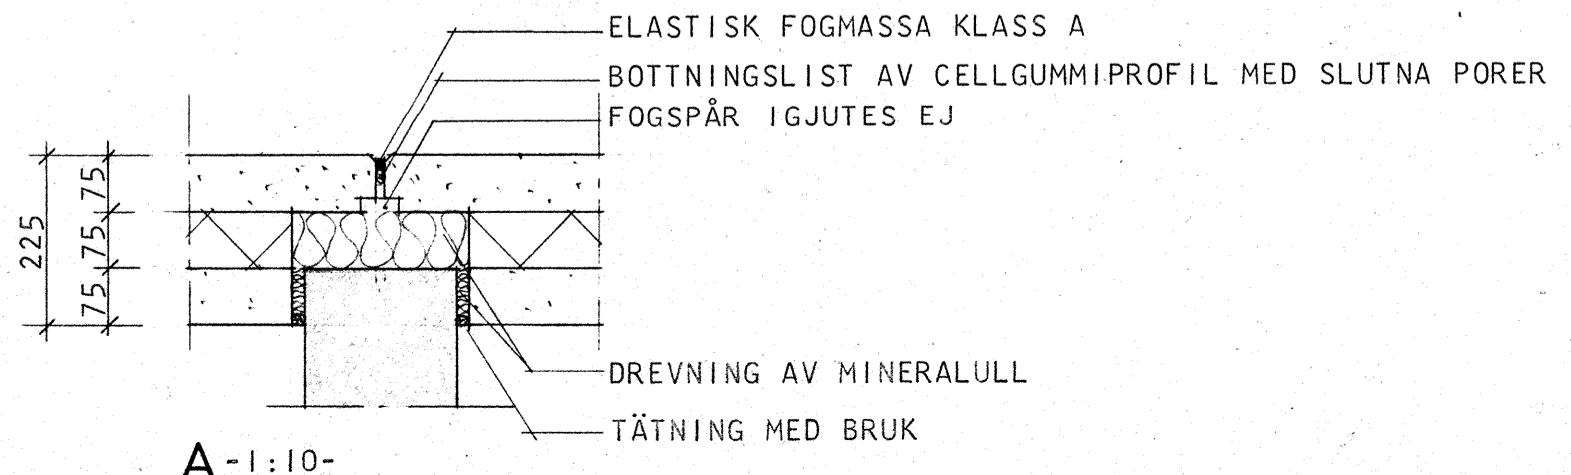 ELASTISK FOGMASSA KLASS A
BOTTNINGSLIST AV CELLGUMMIPROFIL MED SLUTNA PORER
FOGSPÅR IGJUTES EJ
225
75
75
75
DREVNING AV MINERALULL
TÄTNING MED BRUK
A -1:10-